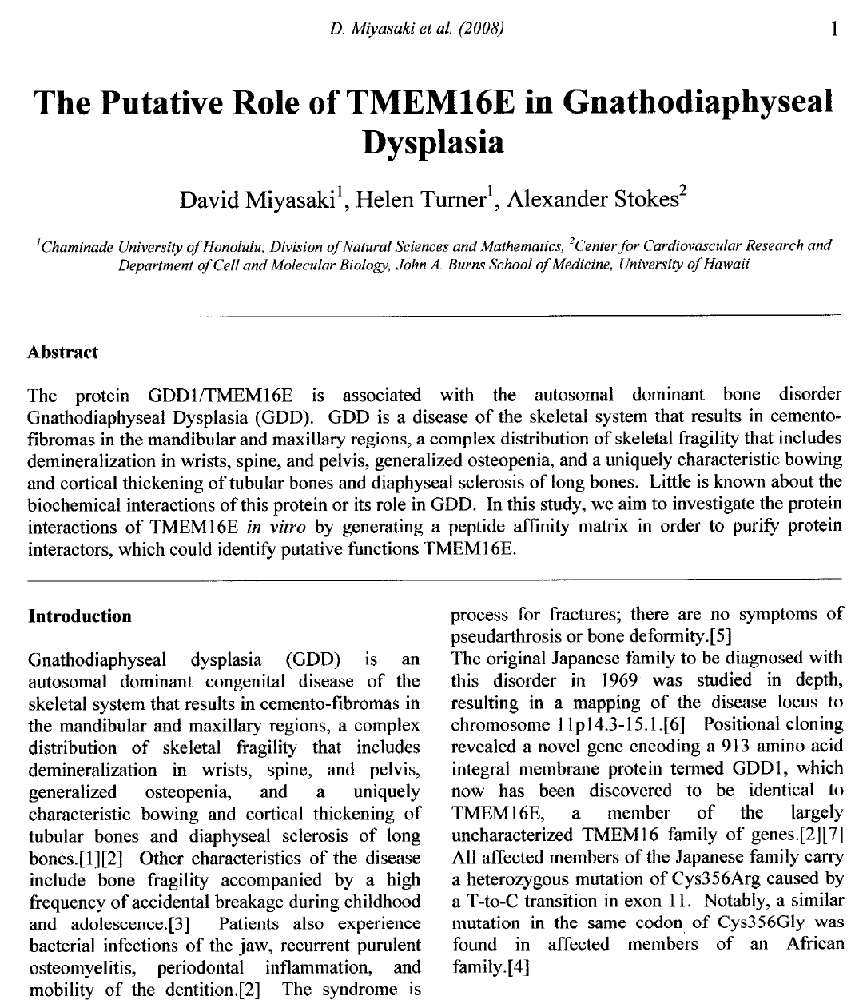 D. Miyasaki et al. (2008)
1
The Putative Role of TMEM16E in Gnathodiaphyseal
Dysplasia
David Miyasaki1, Helen Turner1, Alexander Stokes2
1Chaminade University of Honolulu, Division of Natural Sciences and Mathematics, 2Center for Cardiovascular Research and
Department of Cell and Molecular Biology, John A. Burns School of Medicine, University of Hawaii
Abstract
The protein GDD1/TMEM16E is associated with the autosomal dominant bone disorder
Gnathodiaphyseal Dysplasia (GDD). GDD is a disease of the skeletal system that results in cemento-
fibromas in the mandibular and maxillary regions, a complex distribution of skeletal fragility that includes
demineralization in wrists, spine, and pelvis, generalized osteopenia, and a uniquely characteristic bowing
and cortical thickening of tubular bones and diaphyseal sclerosis of long bones. Little is known about the
biochemical interactions of this protein or its role in GDD. In this study, we aim to investigate the protein
interactions of TMEM16E in vitro by generating a peptide affinity matrix in order to purify protein
interactors, which could identify putative functions TMEM16E.
Introduction
Gnathodiaphyseal dysplasia (GDD) is an
autosomal dominant congenital disease of the
skeletal system that results in cemento-fibromas in
the mandibular and maxillary regions, a complex
distribution of skeletal fragility that includes
demineralization in wrists, spine, and pelvis,
generalized osteopenia, and a uniquely
characteristic bowing and cortical thickening of
tubular bones and diaphyseal sclerosis of long
bones.[1][2] Other characteristics of the disease
include bone fragility accompanied by a high
frequency of accidental breakage during childhood
and adolescence.[3] Patients also experience
bacterial infections of the jaw, recurrent purulent
osteomyelitis, periodontal inflammation, and
mobility of the dentition.[2] The syndrome is
process for fractures; there are no symptoms of
pseudarthrosis or bone deformity.[5]
The original Japanese family to be diagnosed with
this disorder in 1969 was studied in depth,
resulting in a mapping of the disease locus to
chromosome 11p14.3-15.1.[6] Positional cloning
revealed a novel gene encoding a 913 amino acid
integral membrane protein termed GDD1, which
now has been discovered to be identical to
TMEM16E, a member of the largely
uncharacterized TMEM16 family of genes.[2][7]
All affected members of the Japanese family carry
a heterozygous mutation of Cys356Arg caused by
a T-to-C transition in exon 11. Notably, a similar
mutation in the same codon of Cys356Gly was
found in affected members of an African
family.[4]